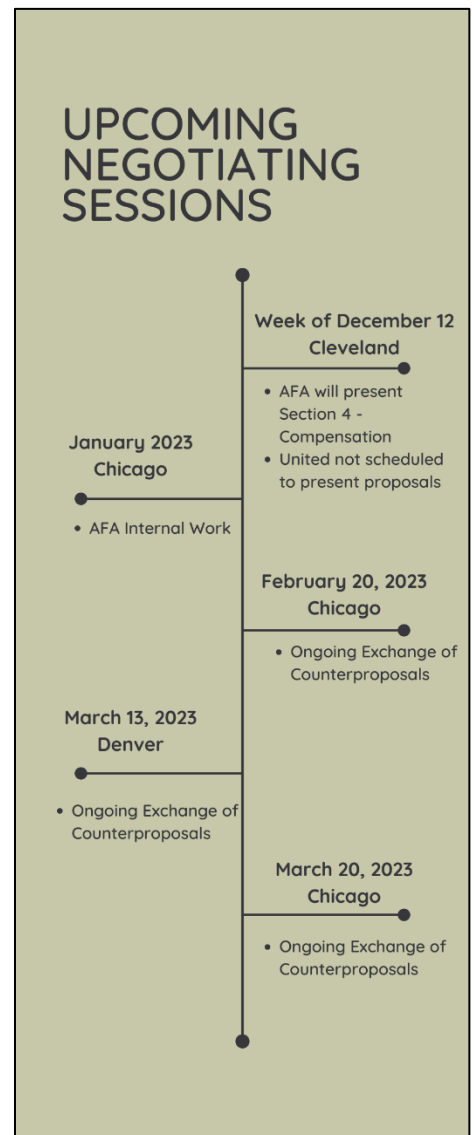 UPCOMING
NEGOTIATING
SESSIONS
Week of December 12
Cleveland
• AFA will present
Section 4 -
Compensation
• United not scheduled
to present proposals
January 2023
Chicago
• AFA Internal Work
February 20, 2023
Chicago
• Ongoing Exchange of
Counterproposals
March 13, 2023
Denver
• Ongoing Exchange of
Counterproposals
March 20, 2023
Chicago
• Ongoing Exchange of
Counterproposals